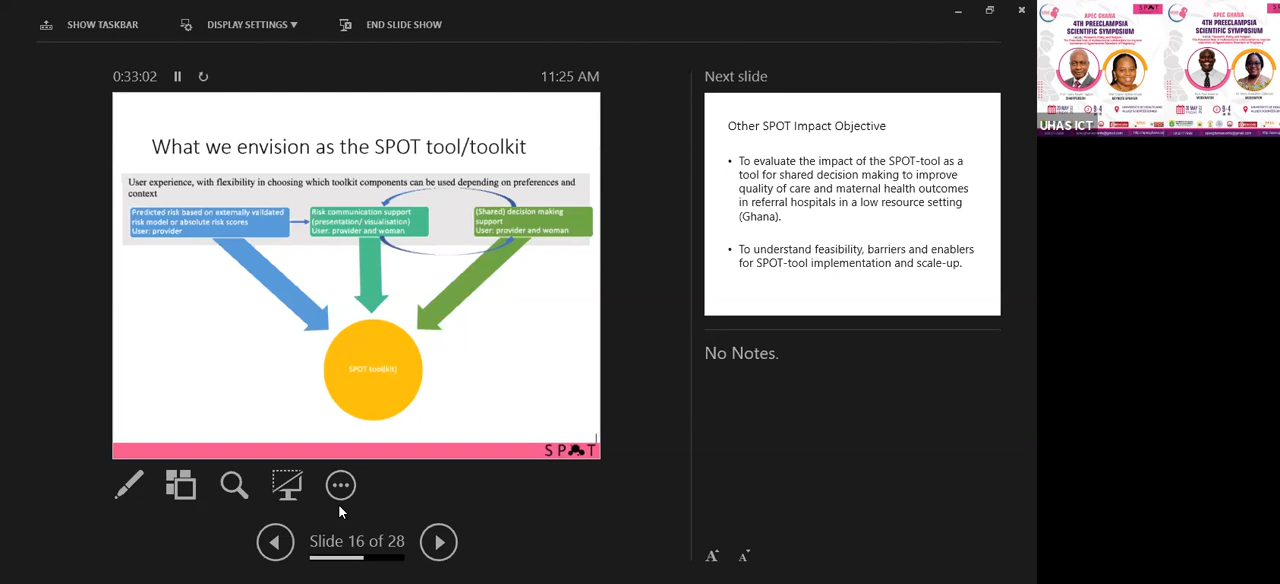 SHOW TASKBAR
DISPLAY SETTINGS
END SLIDE SHOW
0:33:02
11:25 AM
What we envision as the SPOT tool/toolkit
User experience, with flexibility in choosing which toolkit components can be used depending on preferences and
context
Predicted risk based on externally validated
risk model or absolute risk scores
User: provider
Risk communication support
(presentation/ visualisation)
User: provider and woman
(Shared) decision making
support
User: provider and woman
SPOT tool(kit)
SPOT
Slide 16 of 28
Next slide
Other SPOT Impact Objective
• To evaluate the impact of the SPOT-tool as a
tool for shared decision making to improve
quality of care and maternal health outcomes
in referral hospitals in a low resource setting
(Ghana).
• To understand feasibility, barriers and enablers
for SPOT-tool implementation and scale-up.
No Notes.
A A
SPOT
APEC GHANA
4TH PREECLAMPSIA
SCIENTIFIC SYMPOSIUM
CHAIRPERSON
KEYNOTE SPEAKER
APEC GHANA
4TH PREECLAMPSIA
SCIENTIFIC SYMPOSIUM
MODERATOR
MODERATOR
UHAS ICT